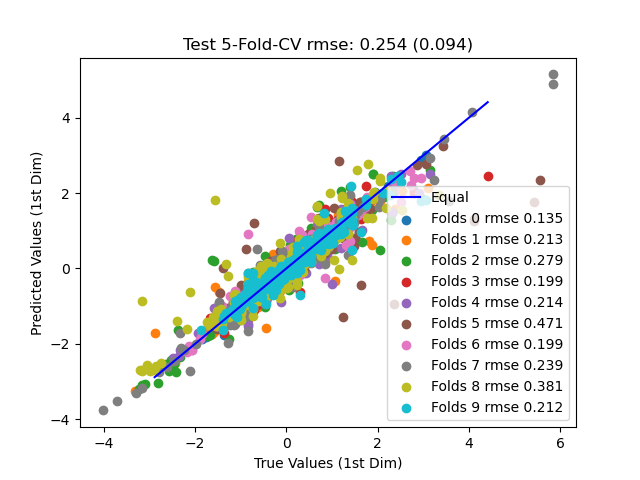 Test 5-Fold-CV rmse: 0.254 (0.094)
Predicted Values (1st Dim)
4
2
0
−2
−4
Equal
Folds 0 rmse 0.135
Folds 1 rmse 0.213
Folds 2 rmse 0.279
Folds 3 rmse 0.199
Folds 4 rmse 0.214
Folds 5 rmse 0.471
Folds 6 rmse 0.199
Folds 7 rmse 0.239
Folds 8 rmse 0.381
Folds 9 rmse 0.212
−4 −2 0 2 4 6
True Values (1st Dim)